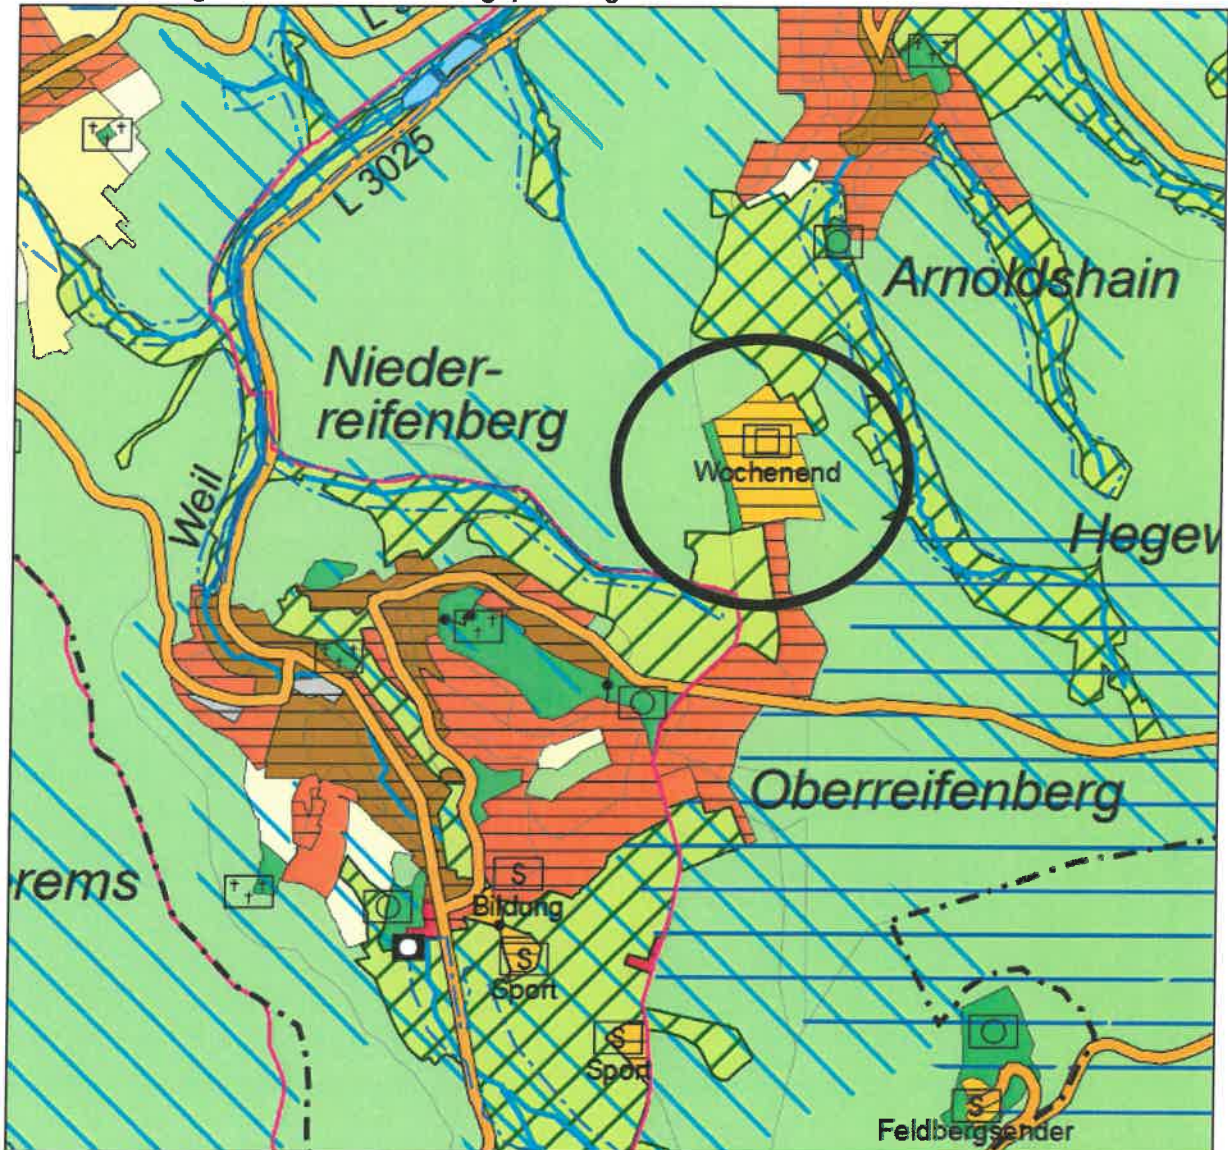 L 3025
Arnoldshain
Nieder-
reifenberg
Wochenend
Weil
Hegew
Oberreifenberg
rems
S
Bildung
S
Sport
S
Sport
S
Feldbergsender